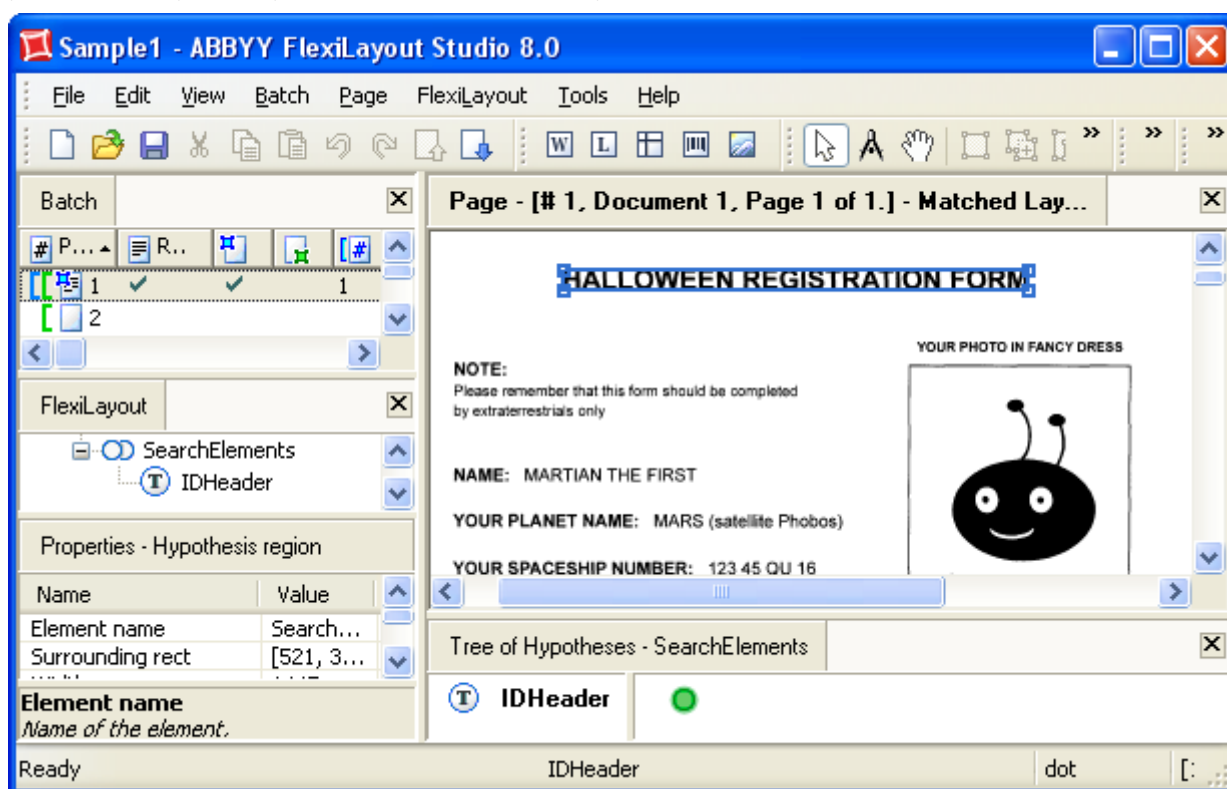 Sample1 - ABBYY FlexiLayout Studio 8.0
File Edit View Batch Page FlexiLayout Tools Help
W L
Batch
# P... R.. [#
1 1
2
FlexiLayout
SearchElements
T IDHeader
Properties - Hypothesis region
Name Value
Element name Search...
Surrounding rect [521, 3...
Element name
Name of the element.
Page - [# 1, Document 1, Page 1 of 1.] - Matched Lay...
HALLOWEEN REGISTRATION FORM
YOUR PHOTO IN FANCY DRESS
NOTE:
Please remember that this form should be completed
by extraterrestrials only
NAME: MARTIAN THE FIRST
YOUR PLANET NAME: MARS (satellite Phobos)
YOUR SPACESHIP NUMBER: 123 45 QU 16
Tree of Hypotheses - SearchElements
T IDHeader
Ready IDHeader dot [: